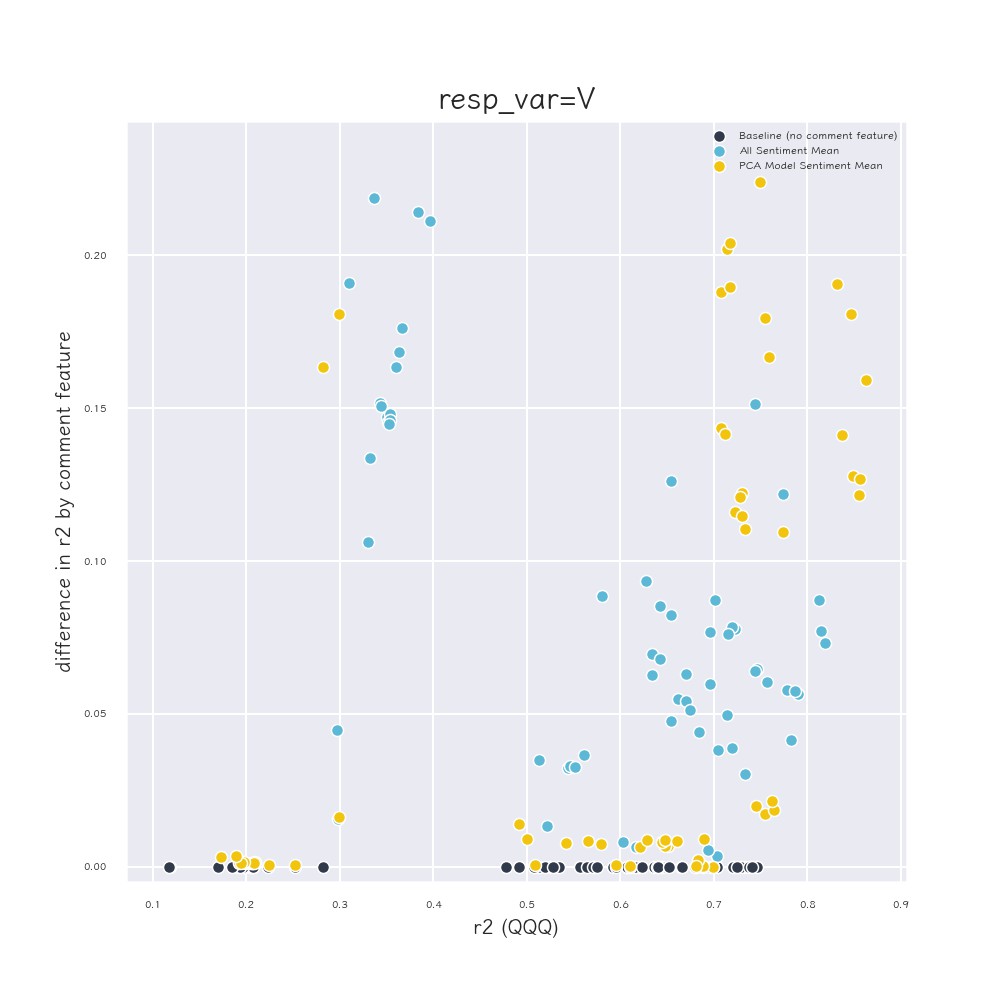 resp_var=V
Baseline (no comment feature)
All Sentiment Mean
PCA Model Sentiment Mean
difference in r2 by comment feature
0.20
0.15
0.10
0.05
0.00
0.1 0.2 0.3 0.4 0.5 0.6 0.7 0.8 0.9
r2 (QQQ)